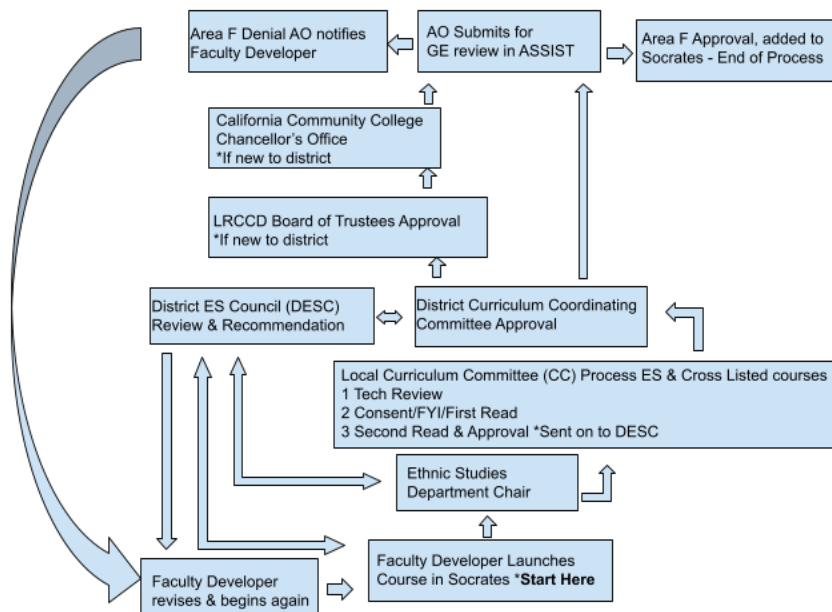 Area F Denial AO notifies
Faculty Developer
AO Submits for
GE review in ASSIST
Area F Approval, added to
Socrates - End of Process
California Community College
Chancellor's Office
*If new to district
LRCCD Board of Trustees Approval
*If new to district
District ES Council (DESC)
Review & Recommendation
District Curriculum Coordinating
Committee Approval
Local Curriculum Committee (CC) Process ES & Cross Listed courses
1 Tech Review
2 Consent/FYI/First Read
3 Second Read & Approval *Sent on to DESC
Ethnic Studies
Department Chair
Faculty Developer Launches
Course in Socrates *Start Here
Faculty Developer
revises & begins again